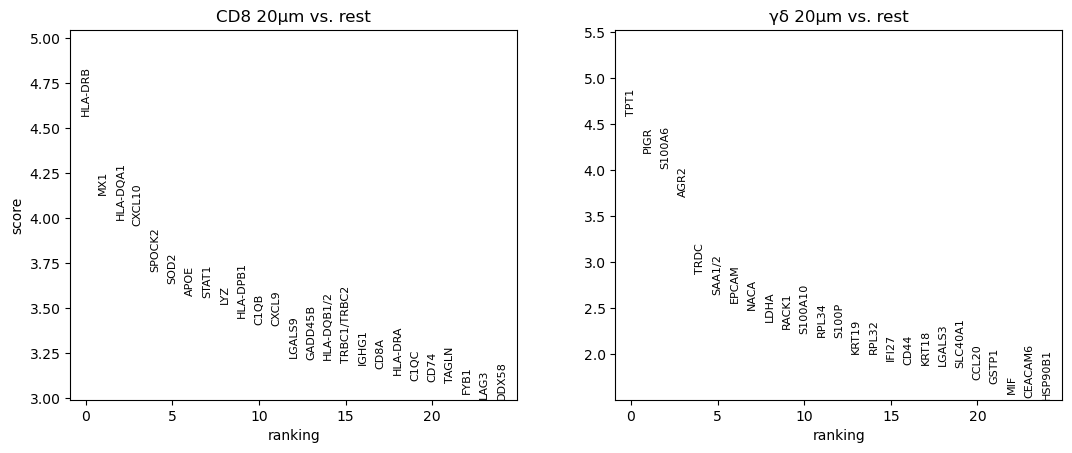 CD8 20μm vs. rest
score
5.00
4.75
4.50
4.25
4.00
3.75
3.50
3.25
3.00
HLA-DRB
MX1
HLA-DQA1
CXCL10
SPOCK2
SOD2
APOE
STAT1
LYZ
HLA-DPB1
C1QB
CXCL9
LGALS9
GADD45B
HLA-DQB1/2
TRBC1/TRBC2
IGHG1
CD8A
HLA-DRA
C1QC
CD74
TAGLN
FYB1
LAG3
DDX58
0
5
10
15
20
ranking
γδ 20μm vs. rest
5.5
5.0
4.5
4.0
3.5
3.0
2.5
2.0
TPT1
PIGR
S100A6
AGR2
TRDC
SAA1/2
EPCAM
NACA
LDHA
RACK1
S100A10
RPL34
S100P
KRT19
RPL32
IFI27
CD44
KRT18
LGALS3
SLC40A1
CCL20
GSTP1
MIF
CEACAM6
HSP90B1
0
5
10
15
20
ranking